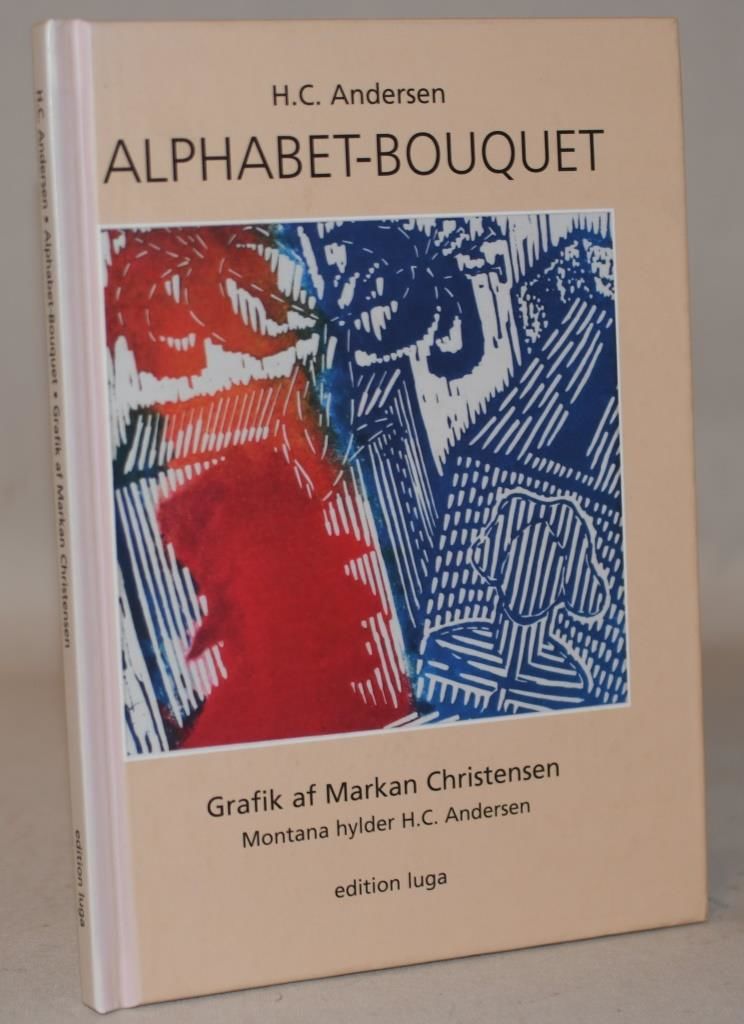 H.C. Andersen
ALPHABET-BOUQUET
Grafik af Markan Christensen
Montana hylder H.C. Andersen
edition luga
H.C. Andersen • Alphabet-Bouquet • Grafik af Markan Christensen
edition luga